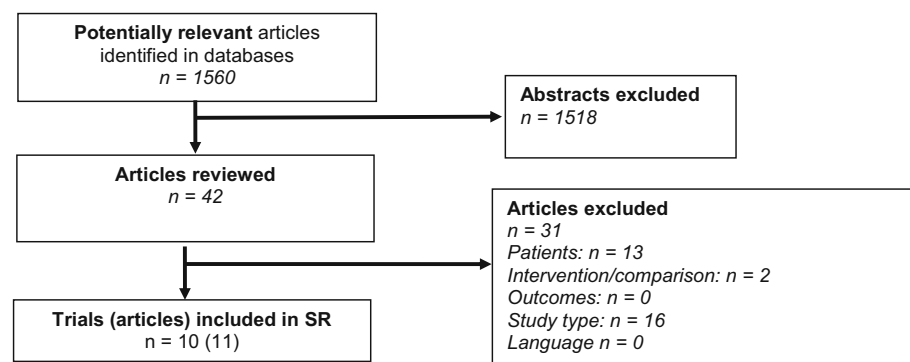 Potentially relevant articles
identified in databases
n = 1560
Abstracts excluded
n = 1518
Articles reviewed
n = 42
Articles excluded
n = 31
Patients: n = 13
Intervention/comparison: n = 2
Outcomes: n = 0
Study type: n = 16
Language n = 0
Trials (articles) included in SR
n = 10 (11)